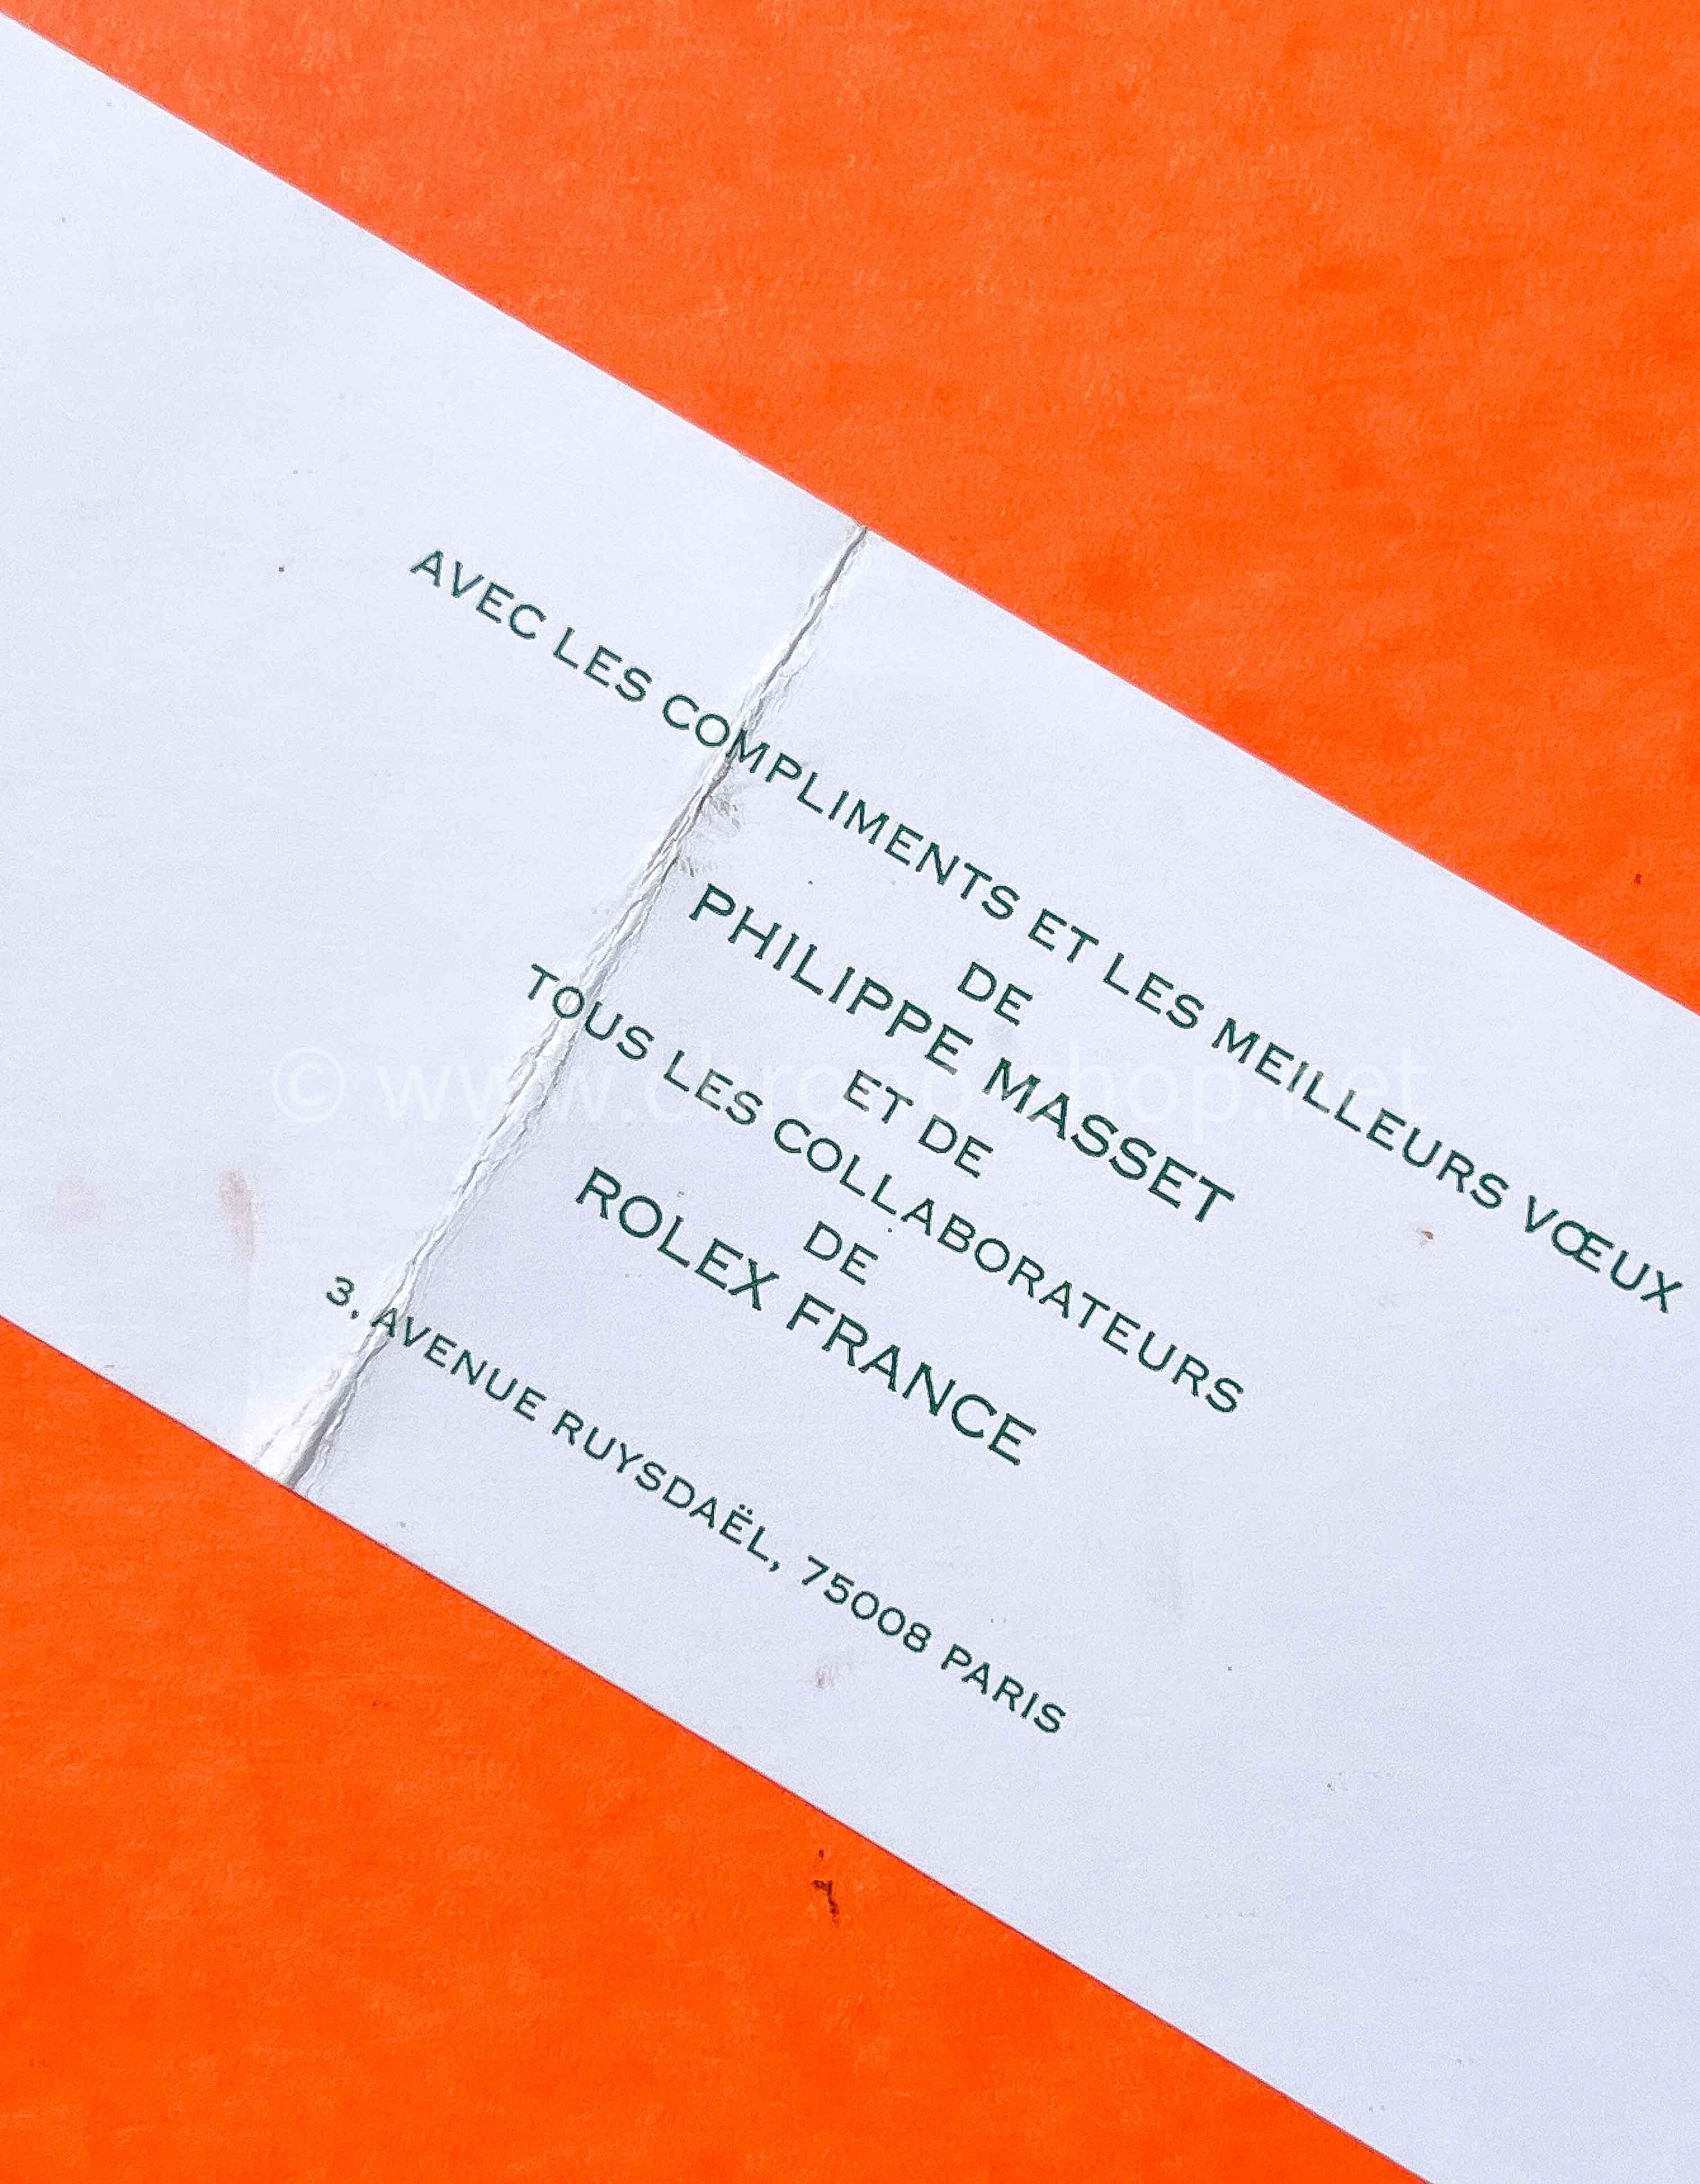 AVEC LES COMPLIMENTS ET LES MEILLEURS VŒUX
DE
PHILIPPE MASSET
ET DE
TOUS LES COLLABORATEURS
DE
ROLEX FRANCE
3, AVENUE RUYSDAËL, 75008 PARIS